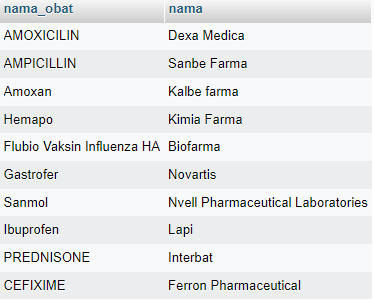 nama_obat nama
AMOXICILIN Dexa Medica
AMPICILLIN Sanbe Farma
Amoxan Kalbe farma
Hemapo Kimia Farma
Flubio Vaksin Influenza HA Biofarma
Gastrofer Novartis
Sanmol Nvell Pharmaceutical Laboratories
Ibuprofen Lapi
PREDNISONE Interbat
CEFIXIME Ferron Pharmaceutical